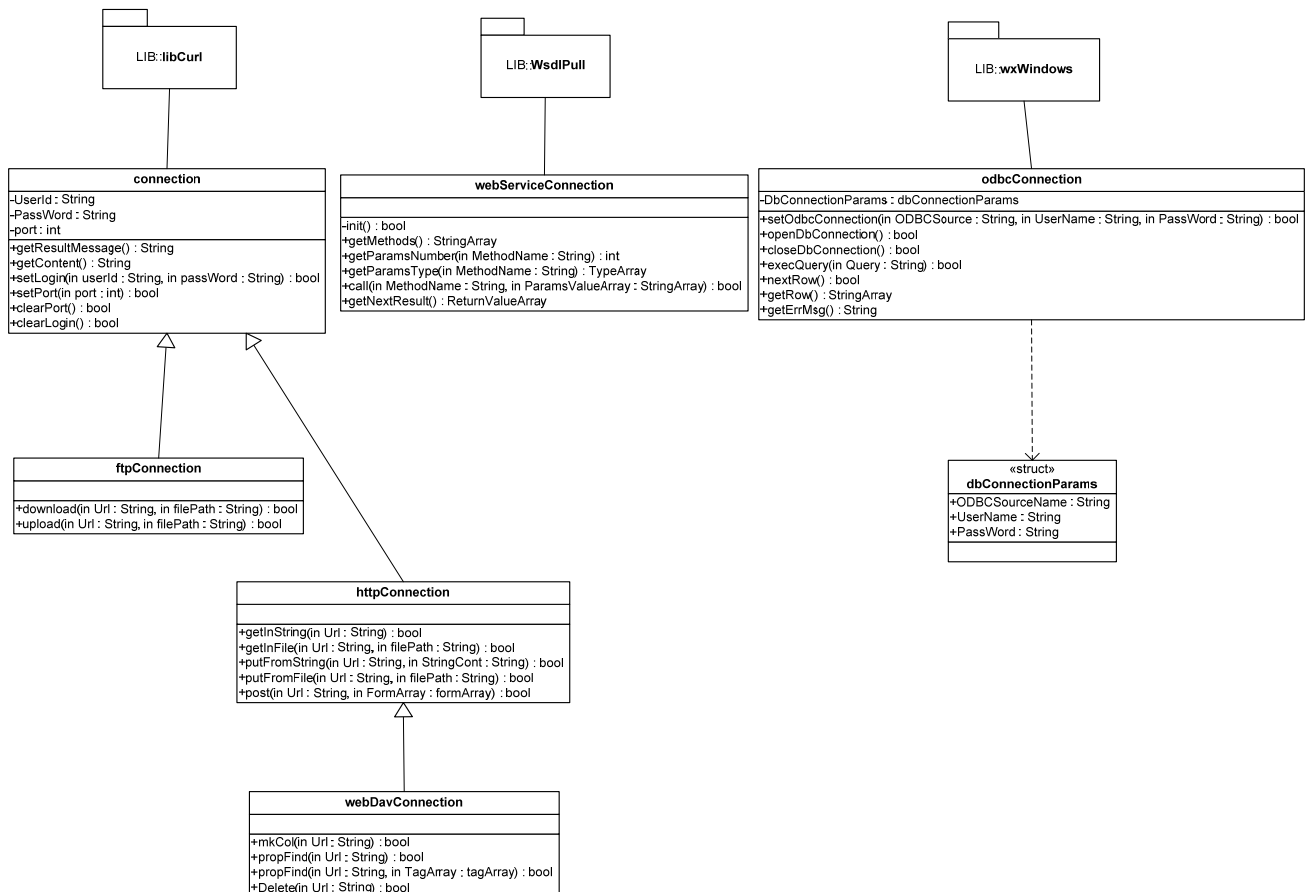 LIB::libCurl
LIB::WsdlPull
LIB::wxWindows
connection
-UserId : String
-PassWord : String
-port : int
+getResultMessage() : String
+getContent() : String
+setLogin(in userId : String, in passWord : String) : bool
+setPort(in port : int) : bool
+clearPort() : bool
+clearLogin() : bool
webServiceConnection
-init() : bool
+getMethods() : StringArray
+getParamsNumber(in MethodName : String) : int
+getParamsType(in MethodName : String) : TypeArray
+call(in MethodName : String, in ParamsValueArray : StringArray) : bool
+getNextResult() : ReturnValueArray
odbcConnection
-DbConnectionParams : dbConnectionParams
+setOdbcConnection(in ODBCSource : String, in UserName : String, in PassWord : String) : bool
+openDbConnection() : bool
+closeDbConnection() : bool
+execQuery(in Query : String) : bool
+nextRow() : bool
+getRow() : StringArray
+getErrMsg() : String
ftpConnection
+download(in Url : String, in filePath : String) : bool
+upload(in Url : String, in filePath : String) : bool
«struct»
dbConnectionParams
+ODBCSourceName : String
+UserName : String
+PassWord : String
httpConnection
+getInString(in Url : String) : bool
+getInFile(in Url : String, in filePath : String) : bool
+putFromString(in Url : String, in StringCont : String) : bool
+putFromFile(in Url : String, in filePath : String) : bool
+post(in Url : String, in FormArray : formArray) : bool
webDavConnection
+mkCol(in Url : String) : bool
+propFind(in Url : String) : bool
+propFind(in Url : String, in TagArray : tagArray) : bool
+Delete(in Url : String) : bool